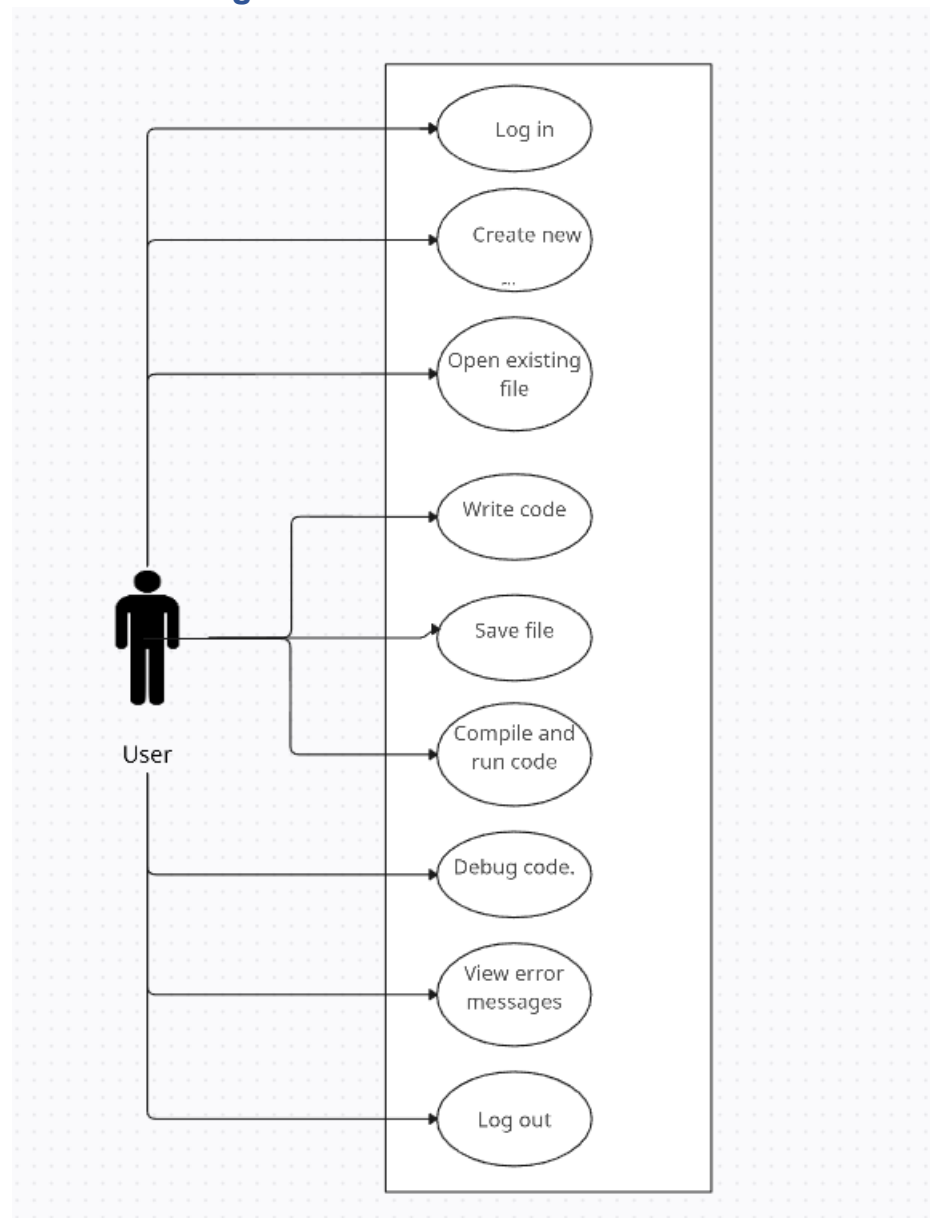 Log in
Create new
Open existing
file
Write code
Save file
Compile and
run code
User
Debug code.
View error
messages
Log out